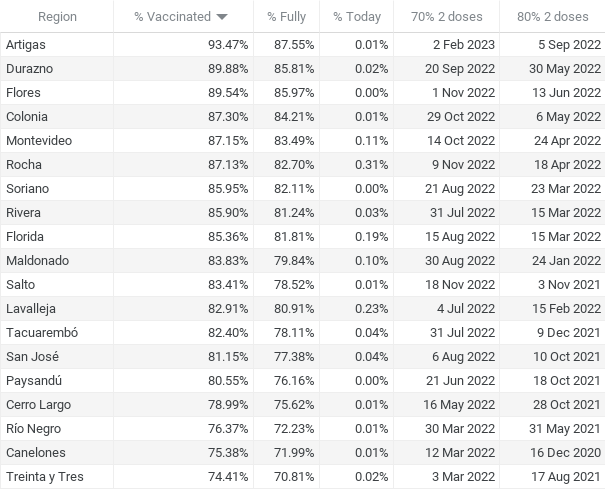 Region % Vaccinated % Fully % Today 70% 2 doses 80% 2 doses
Artigas 93.47% 87.55% 0.01% 2 Feb 2023 5 Sep 2022
Durazno 89.88% 85.81% 0.02% 20 Sep 2022 30 May 2022
Flores 89.54% 85.97% 0.00% 1 Nov 2022 13 Jun 2022
Colonia 87.30% 84.21% 0.01% 29 Oct 2022 6 May 2022
Montevideo 87.15% 83.49% 0.11% 14 Oct 2022 24 Apr 2022
Rocha 87.13% 82.70% 0.31% 9 Nov 2022 18 Apr 2022
Soriano 85.95% 82.11% 0.00% 21 Aug 2022 23 Mar 2022
Rivera 85.90% 81.24% 0.03% 31 Jul 2022 15 Mar 2022
Florida 85.36% 81.81% 0.19% 15 Aug 2022 15 Mar 2022
Maldonado 83.83% 79.84% 0.10% 30 Aug 2022 24 Jan 2022
Salto 83.41% 78.52% 0.01% 18 Nov 2022 3 Nov 2021
Lavalleja 82.91% 80.91% 0.23% 4 Jul 2022 15 Feb 2022
Tacuarembó 82.40% 78.11% 0.04% 31 Jul 2022 9 Dec 2021
San José 81.15% 77.38% 0.04% 6 Aug 2022 10 Oct 2021
Paysandú 80.55% 76.16% 0.00% 21 Jun 2022 18 Oct 2021
Cerro Largo 78.99% 75.62% 0.01% 16 May 2022 28 Oct 2021
Río Negro 76.37% 72.23% 0.01% 30 Mar 2022 31 May 2021
Canelones 75.38% 71.99% 0.01% 12 Mar 2022 16 Dec 2020
Treinta y Tres 74.41% 70.81% 0.02% 3 Mar 2022 17 Aug 2021